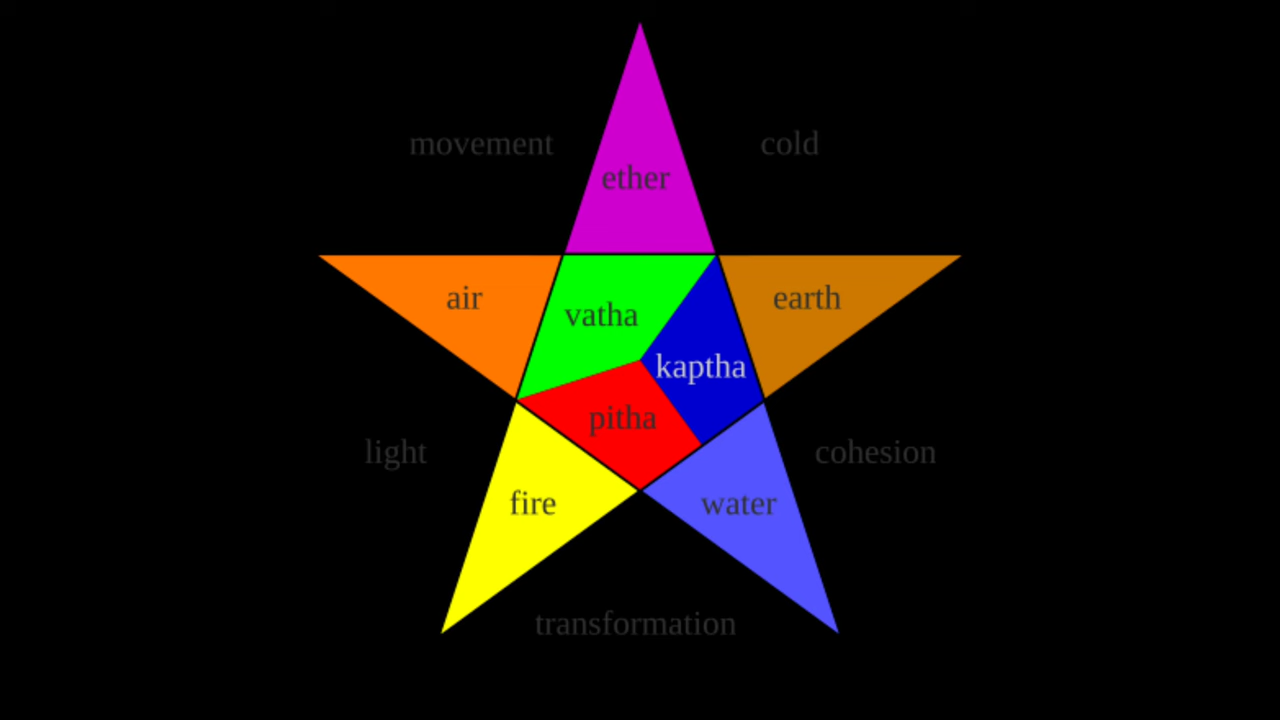 movement
cold
ether
air
earth
vatha
kaptha
pitha
light
cohesion
fire
water
transformation